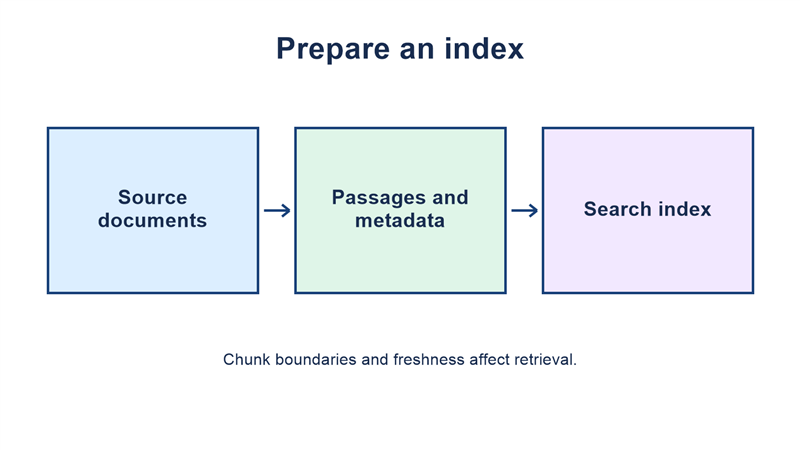 Prepare an index
Source
documents
Passages and
metadata
Search index
Chunk boundaries and freshness affect retrieval.